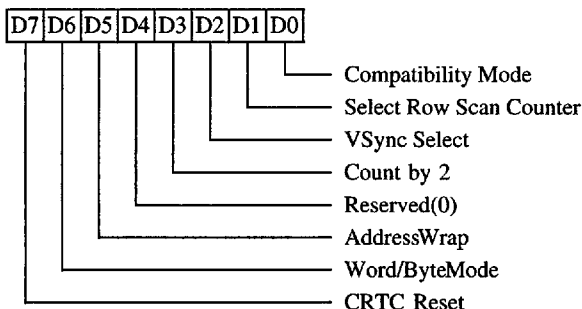 D7 D6 D5 D4 D3 D2 D1 D0
Compatibility Mode
Select Row Scan Counter
VSync Select
Count by 2
Reserved(0)
AddressWrap
Word/ByteMode
CRTC Reset